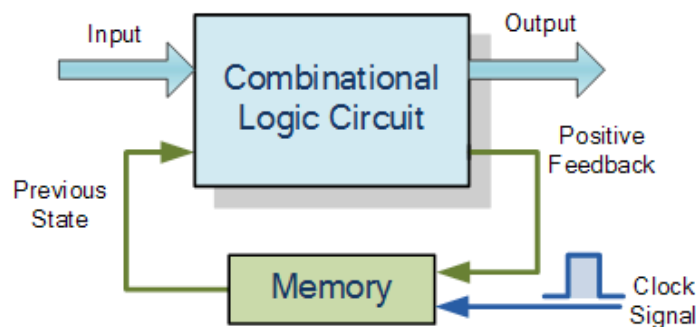 Input
Output
Combinational
Logic Circuit
Positive
Feedback
Previous
State
Memory
Clock
Signal